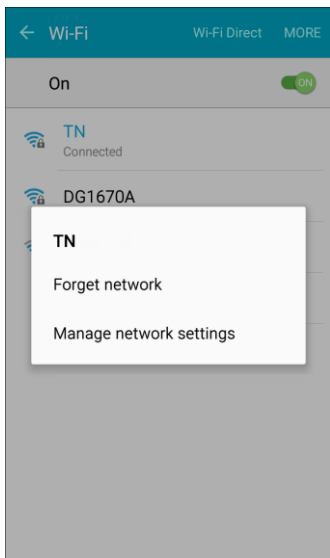 Wi-Fi Wi-Fi Direct MORE
On ON
TN
Connected
DG1670A
TN
Forget network
Manage network settings